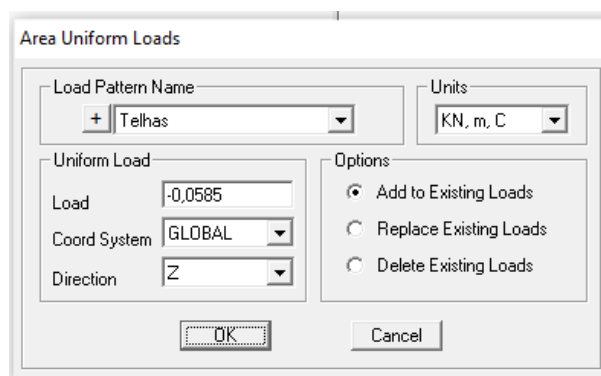 Area Uniform Loads
Load Pattern Name
+ Telhas
Units
KN, m, C
Uniform Load
Load -0,0585
Coord System GLOBAL
Direction Z
Options
Add to Existing Loads
Replace Existing Loads
Delete Existing Loads
OK Cancel